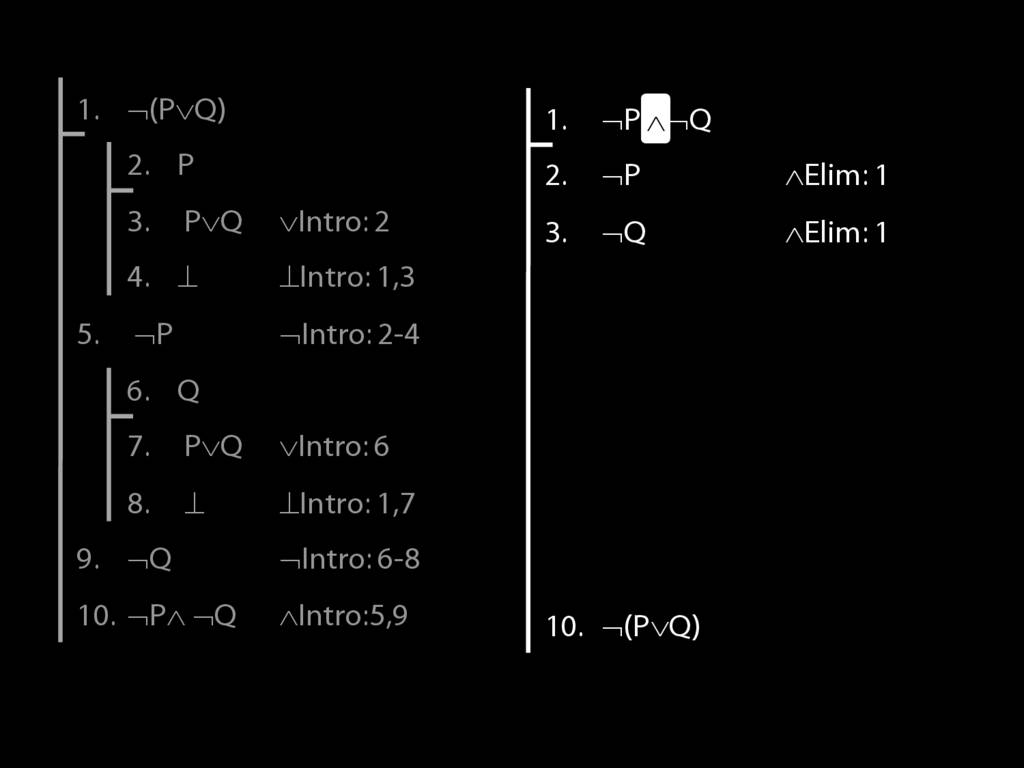 1. ¬(P∨Q)
2. P
3. P∨Q ∨Intro: 2
4. ⊥ ⊥Intro: 1,3
5. ¬P ¬Intro: 2-4
6. Q
7. P∨Q ∨Intro: 6
8. ⊥ ⊥Intro: 1,7
9. ¬Q ¬Intro: 6-8
10. ¬P∧ ¬Q ∧Intro:5,9
1. ¬P∧¬Q
2. ¬P ∧Elim: 1
3. ¬Q ∧Elim: 1
10. ¬(P∨Q)